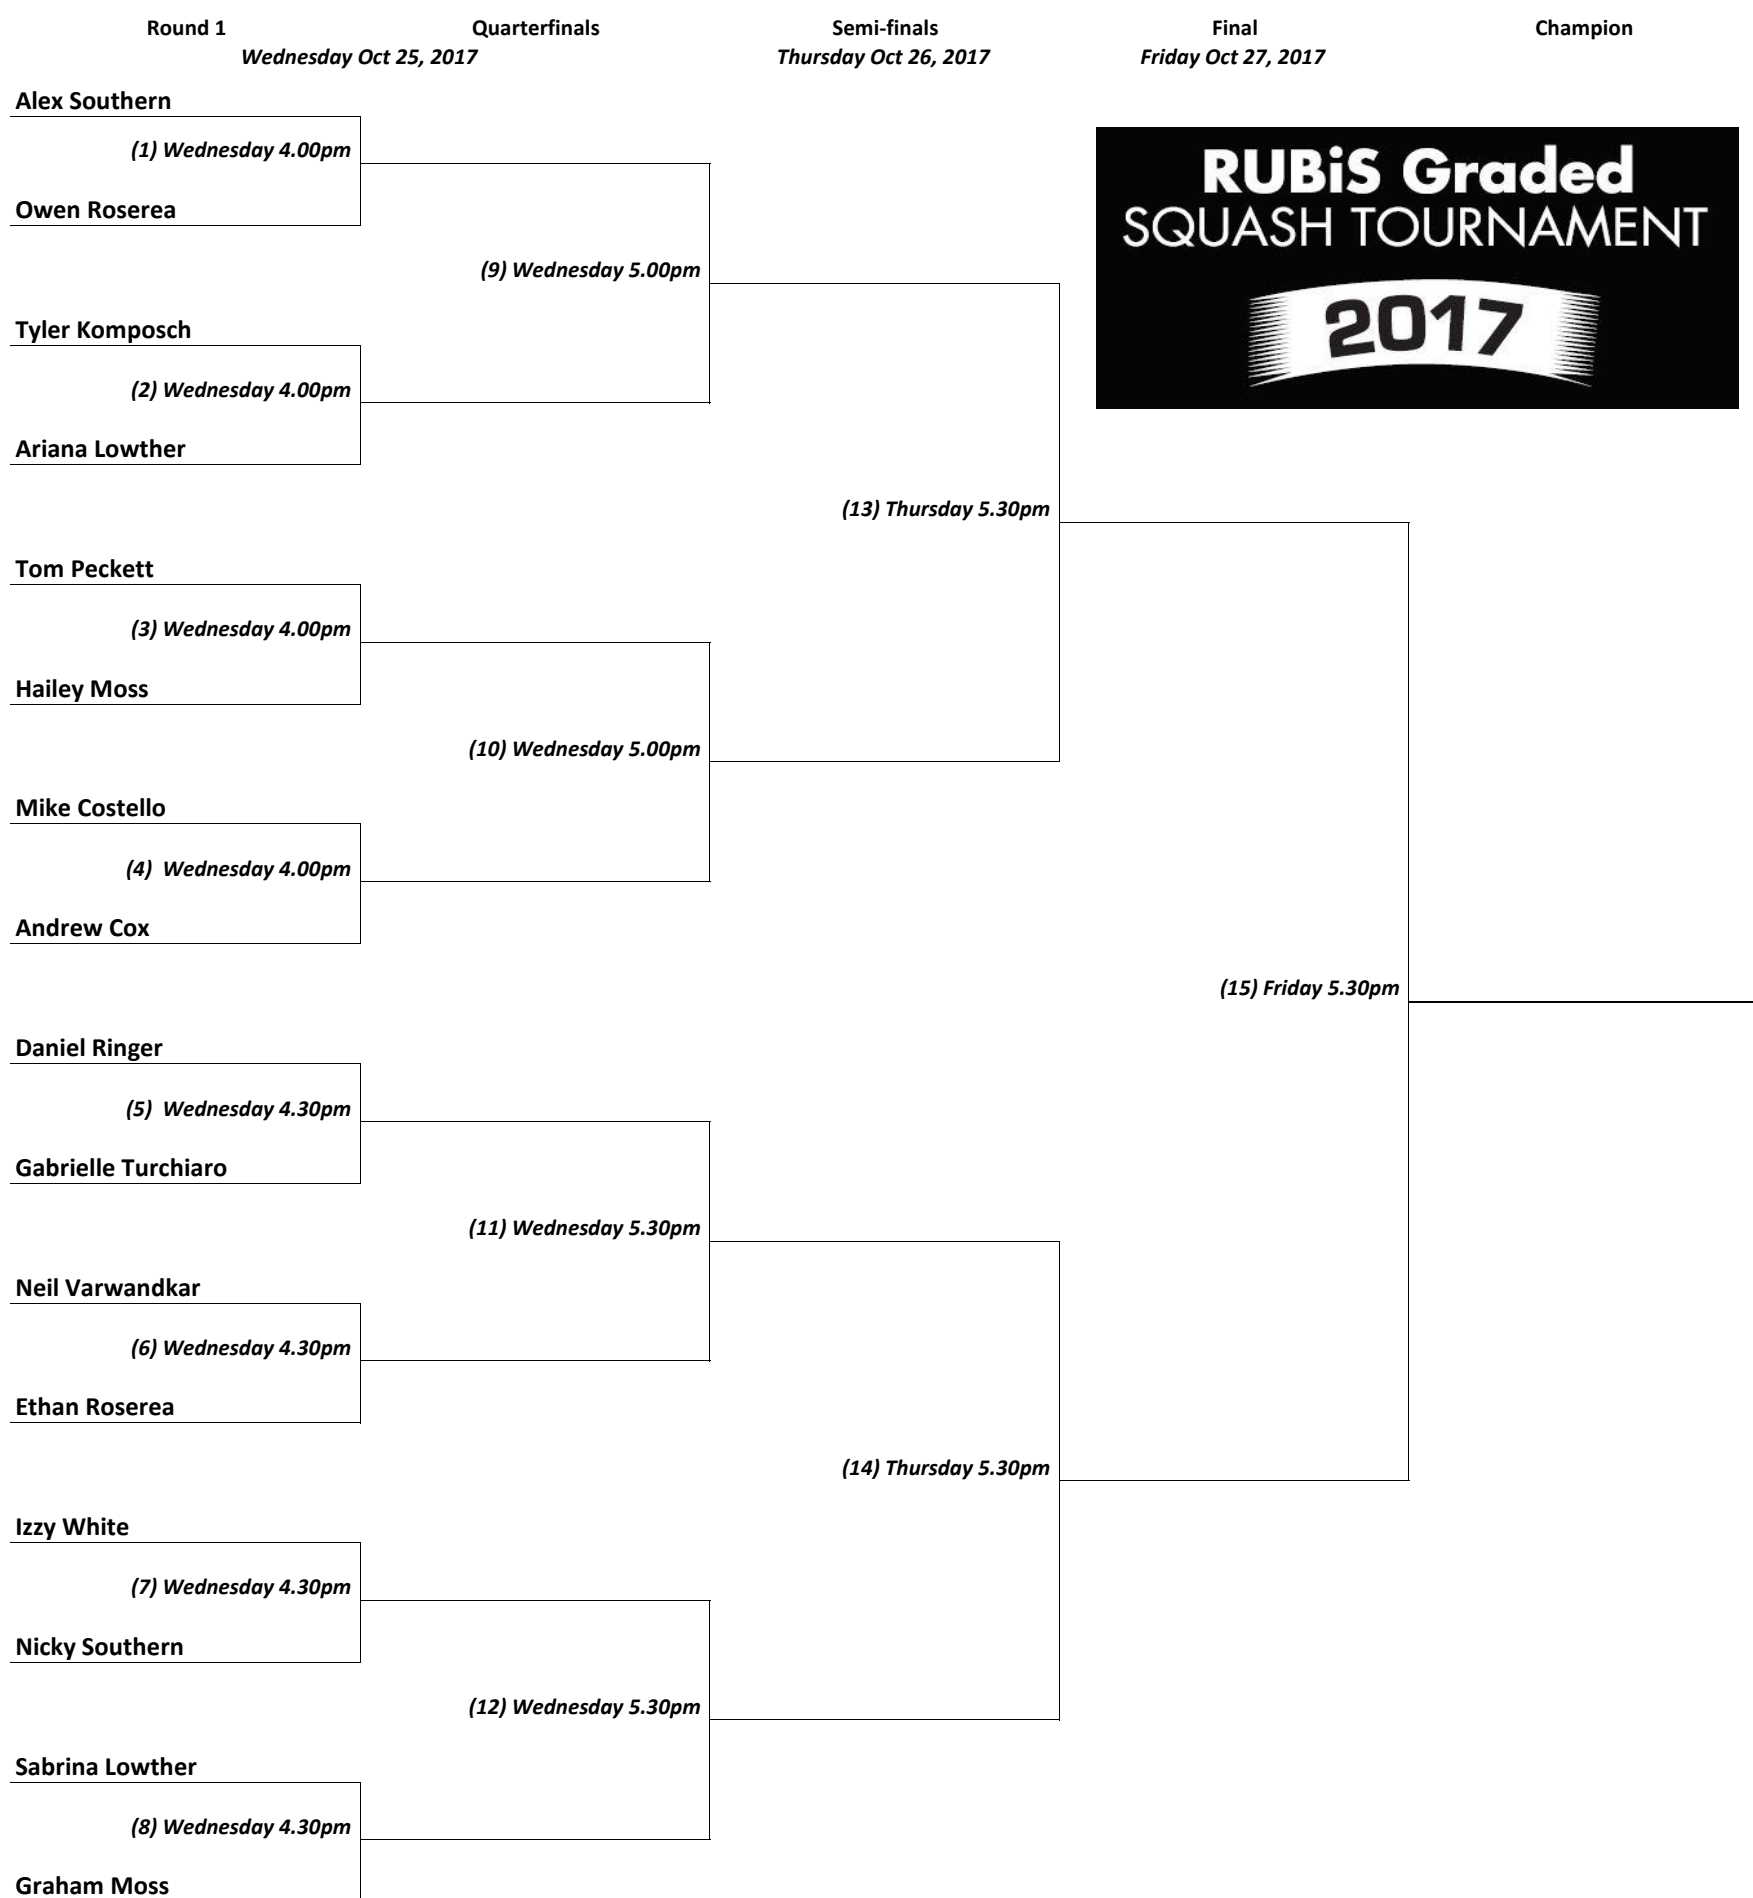 Round 1 Quarterfinals Semi-finals Final Champion
Wednesday Oct 25, 2017 Thursday Oct 26, 2017 Friday Oct 27, 2017
Alex Southern
(1) Wednesday 4.00pm
RUBiS Graded
Owen Roserea
SQUASH TOURNAMENT
(9) Wednesday 5.00pm
2017
Tyler Komposch
(2) Wednesday 4.00pm
Ariana Lowther
(13) Thursday 5.30pm
Tom Peckett
(3) Wednesday 4.00pm
Hailey Moss
(10) Wednesday 5.00pm
Mike Costello
(4) Wednesday 4.00pm
Andrew Cox
(15) Friday 5.30pm
Daniel Ringer
(5) Wednesday 4.30pm
Gabrielle Turchiaro
(11) Wednesday 5.30pm
Neil Varwandkar
(6) Wednesday 4.30pm
Ethan Roserea
(14) Thursday 5.30pm
Izzy White
(7) Wednesday 4.30pm
Nicky Southern
(12) Wednesday 5.30pm
Sabrina Lowther
(8) Wednesday 4.30pm
Graham Moss